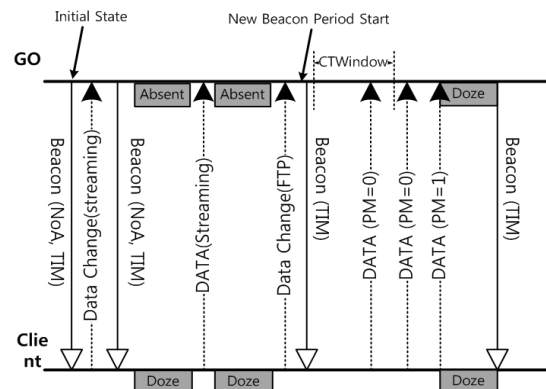 Initial State
New Beacon Period Start
GO
CTWindow
Absent
Absent
Doze
Beacon (NoA, TIM)
Data Change(streaming)
Beacon (NoA, TIM)
DATA(Streaming)
Data Change(FTP)
Beacon (TIM)
DATA (PM=0)
DATA (PM=0)
DATA (PM=1)
Beacon (TIM)
Clie
nt
Doze
Doze
Doze